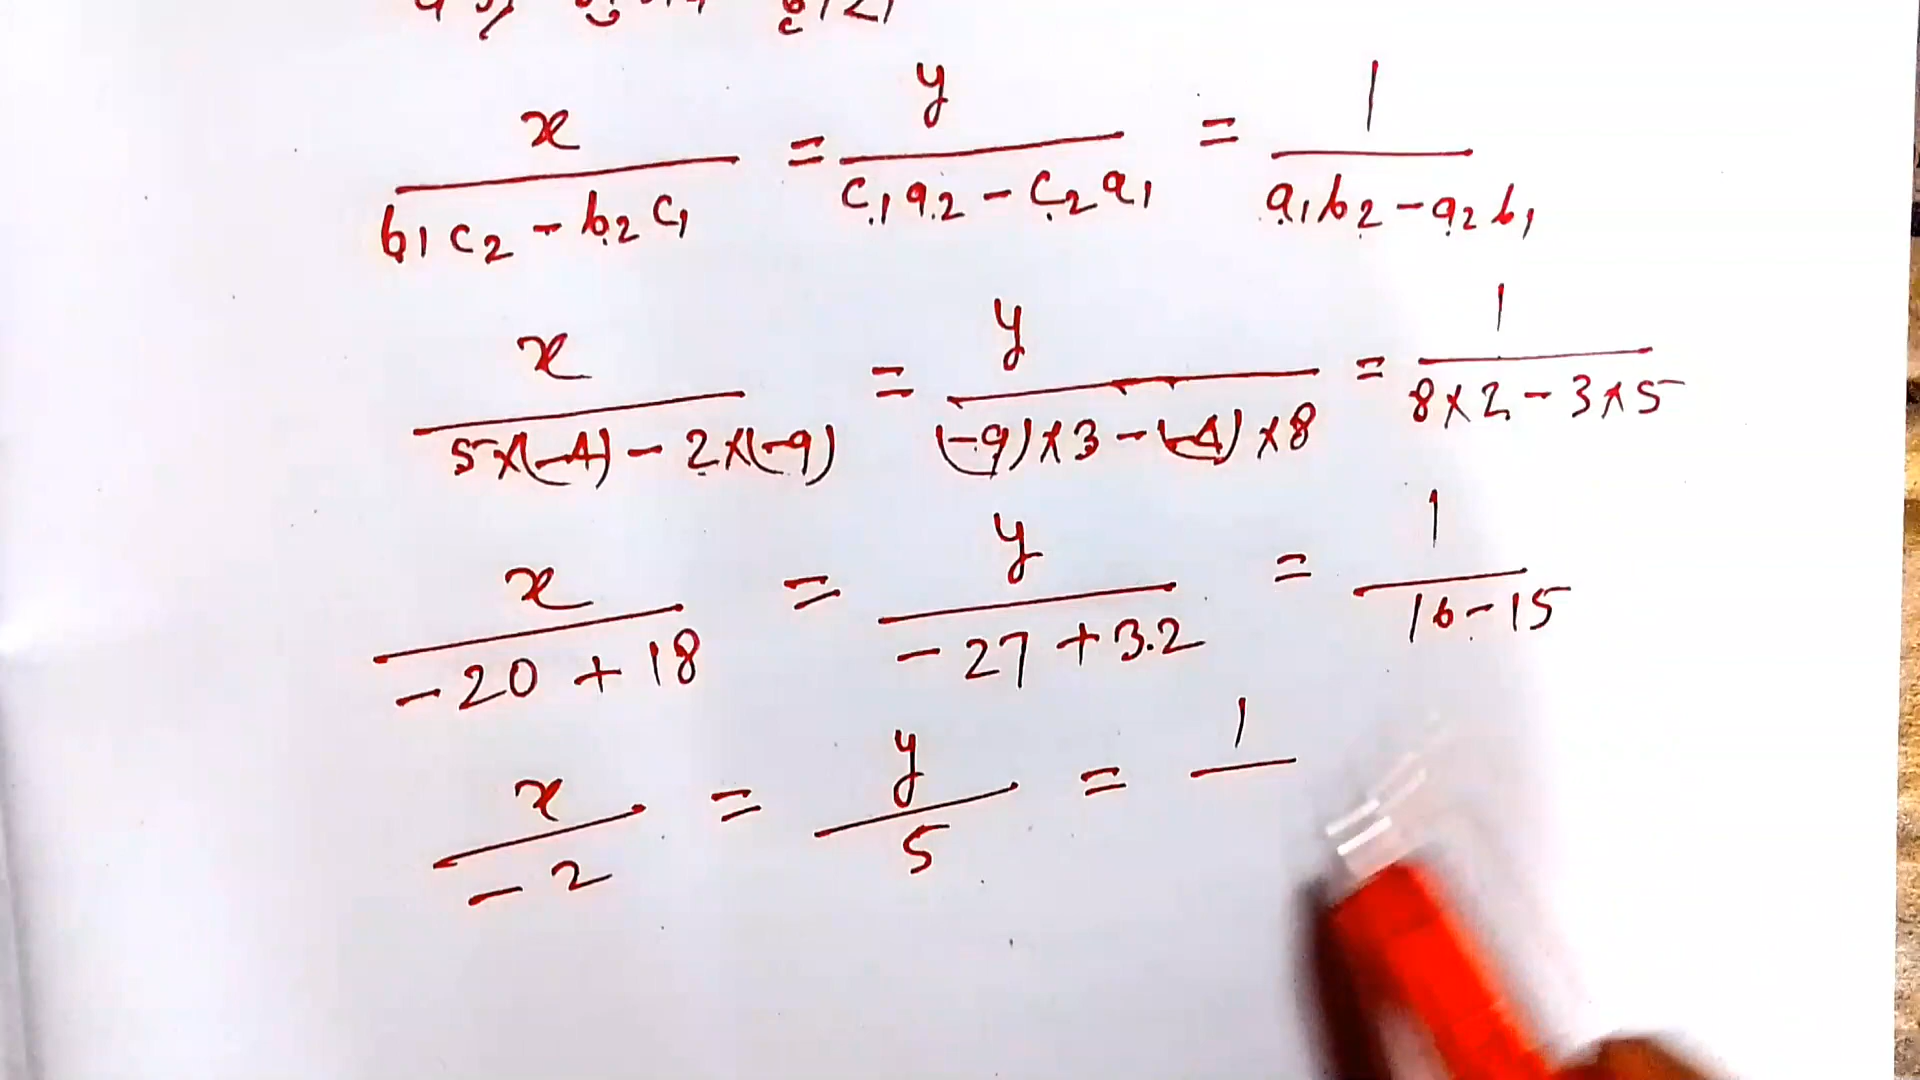 x/(b₁c₂ - b₂c₁) = y/(c₁a₂ - c₂a₁) = 1/(a₁b₂ - a₂b₁)
x/(5×(-4) - 2×(-9)) = y/((-9)×3 - (-4)×8) = 1/(8×2 - 3×5)
x/(-20 + 18) = y/(-27 + 32) = 1/(16 - 15)
x/(-2) = y/5 = 1/